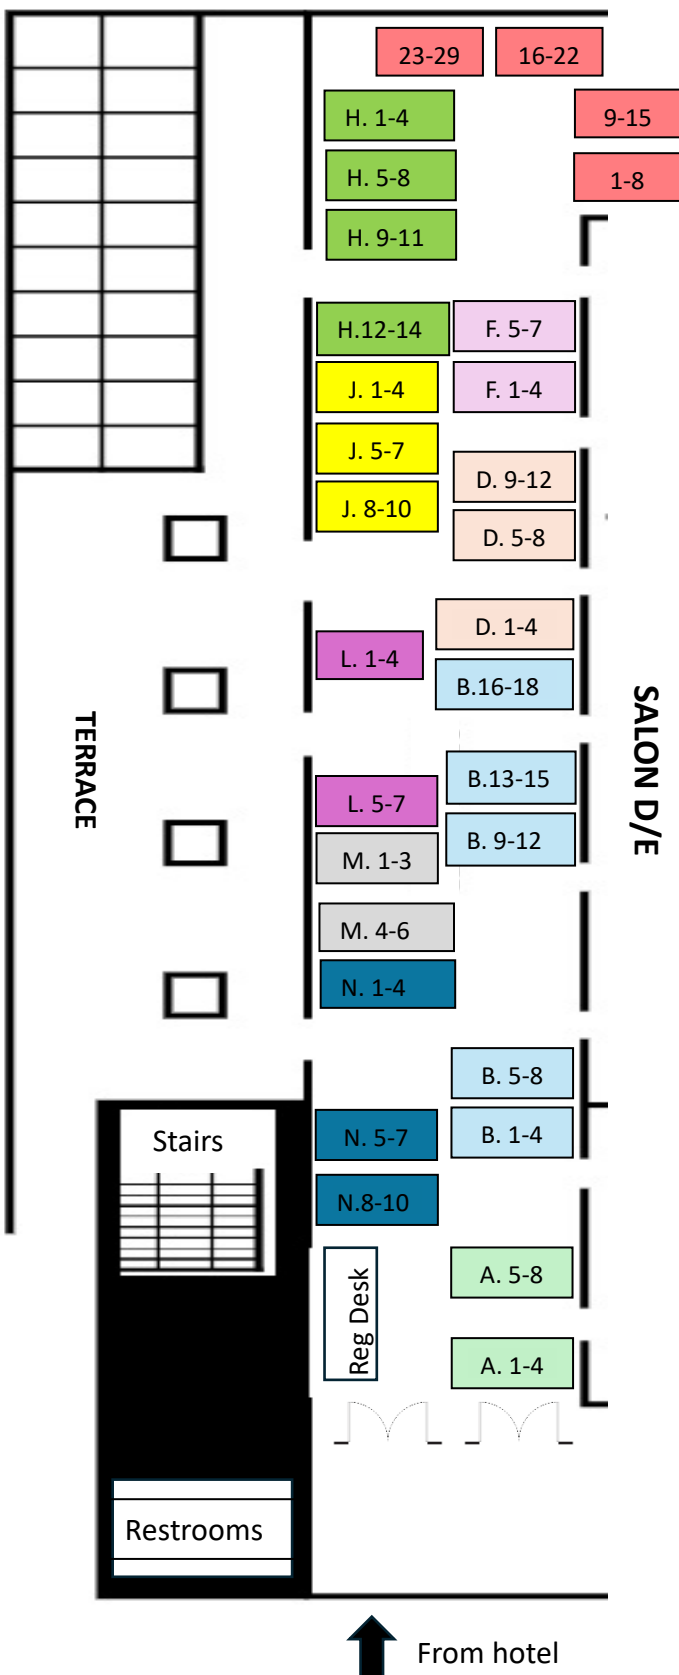 23-29
16-22
H. 1-4
9-15
H. 5-8
1-8
H. 9-11
H.12-14
F. 5-7
J. 1-4
F. 1-4
J. 5-7
D. 9-12
J. 8-10
D. 5-8
D. 1-4
L. 1-4
B.16-18
TERRACE
SALON D/E
B.13-15
L. 5-7
B. 9-12
M. 1-3
M. 4-6
N. 1-4
B. 5-8
Stairs
N. 5-7
B. 1-4
N.8-10
A. 5-8
Reg Desk
A. 1-4
Restrooms
From hotel